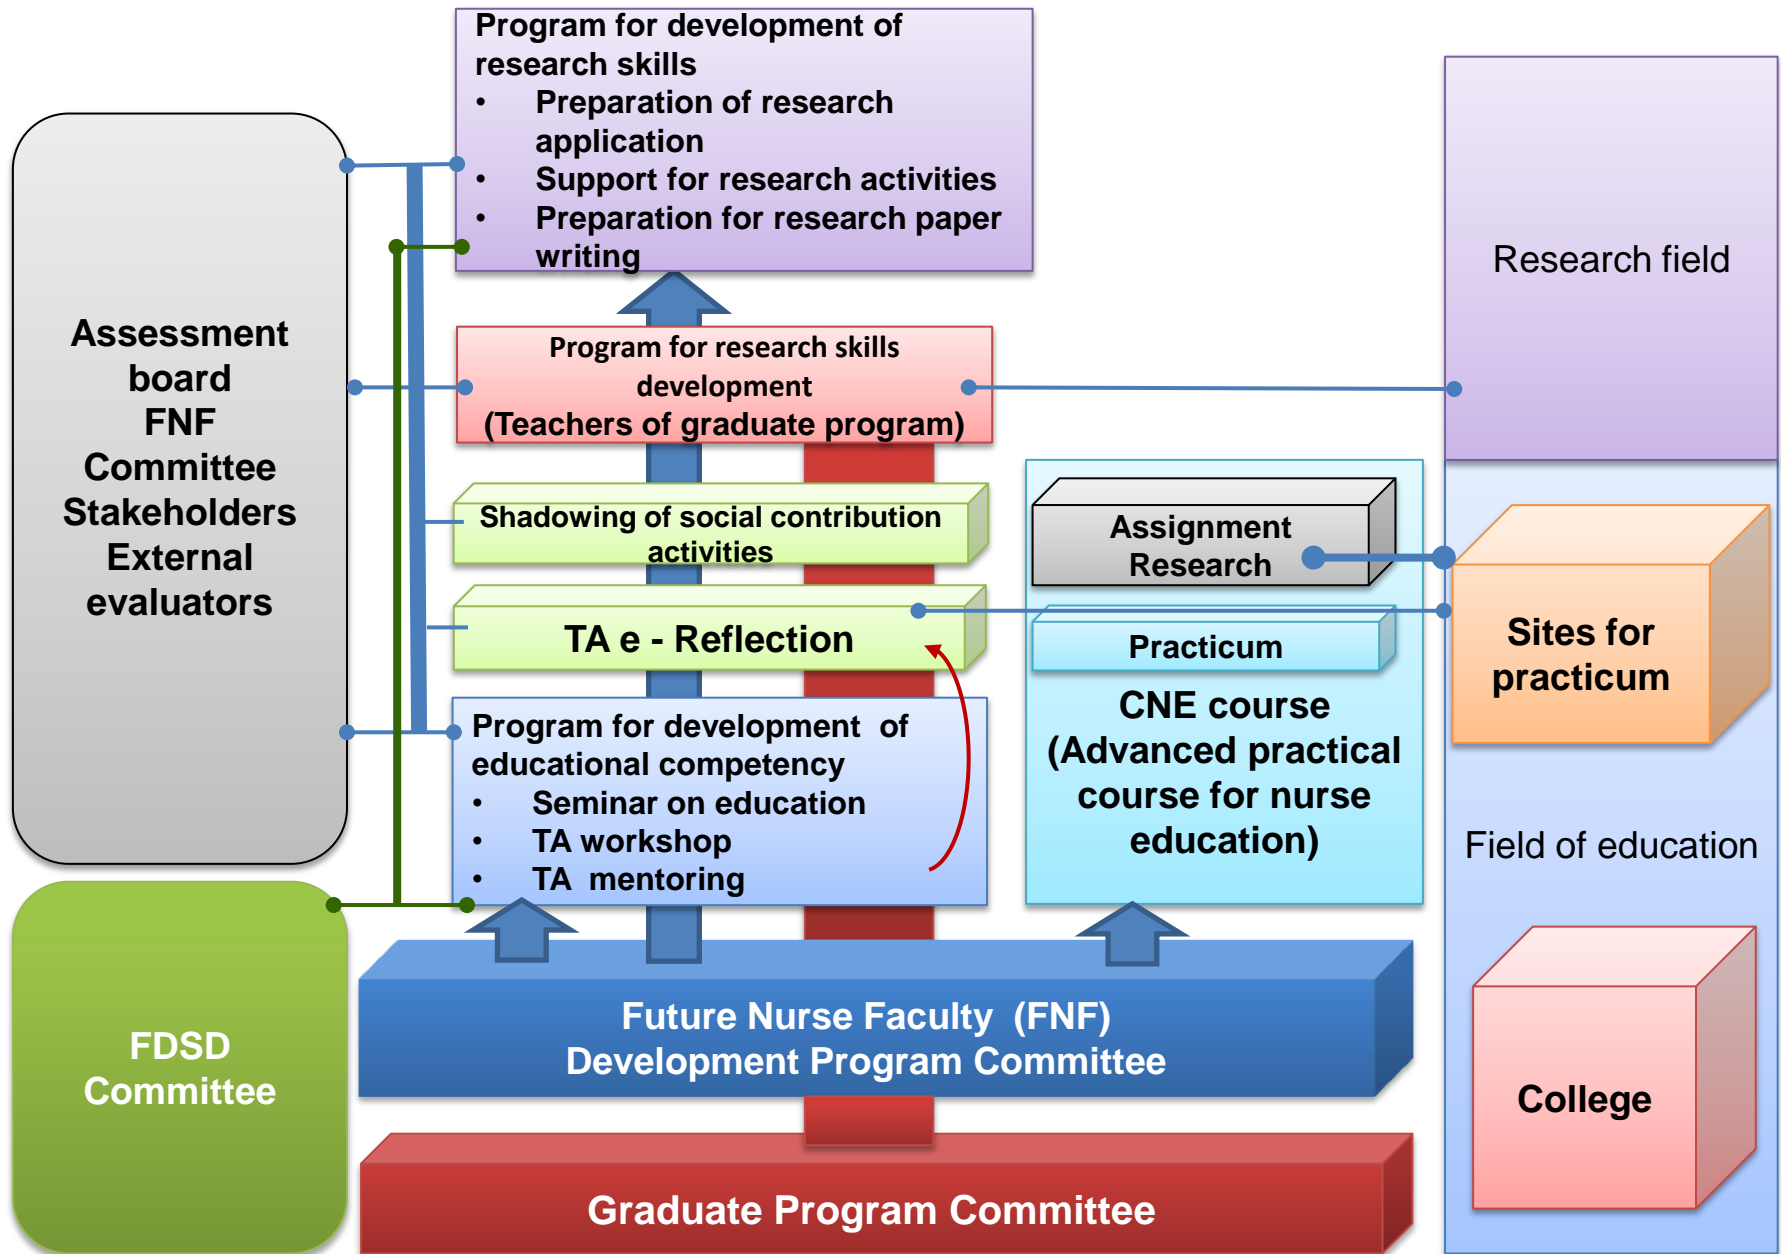 Program for development of
research skills
• Preparation of research
application
• Support for research activities
• Preparation for research paper
writing
Assessment
board
FNF
Committee
Stakeholders
External
evaluators
Research field
Program for research skills
development
(Teachers of graduate program)
Shadowing of social contribution
activities
TA e - Reflection
Assignment
Research
Practicum
CNE course
(Advanced practical
course for nurse
education)
Sites for
practicum
Program for development of
educational competency
• Seminar on education
• TA workshop
• TA mentoring
Field of education
FDSD
Committee
Future Nurse Faculty (FNF)
Development Program Committee
College
Graduate Program Committee